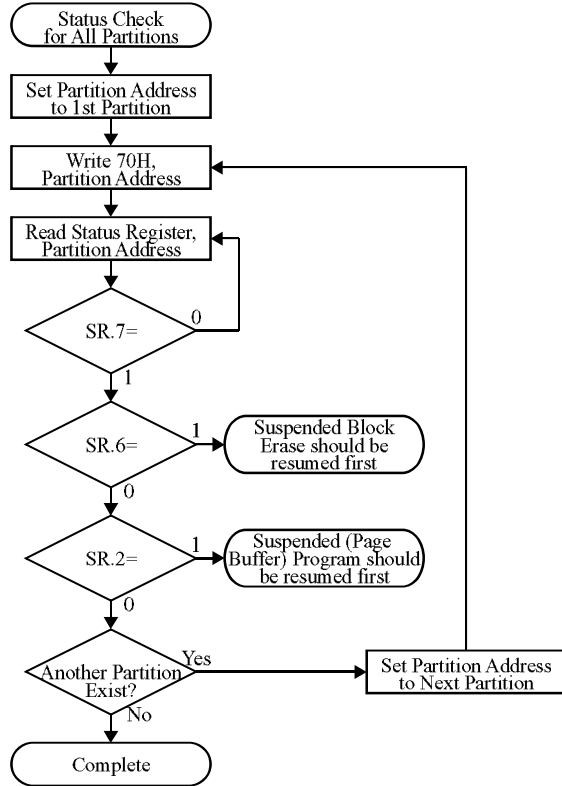 Status Check
for All Partitions
Set Partition Address
to 1st Partition
Write 70H,
Partition Address
Read Status Register,
Partition Address
SR.7=
0
1
SR.6=
1
Suspended Block
Erase should be
resumed first
0
SR.2=
1
Suspended (Page
Buffer) Program should
be resumed first
0
Another Partition
Exist?
Yes
Set Partition Address
to Next Partition
No
Complete